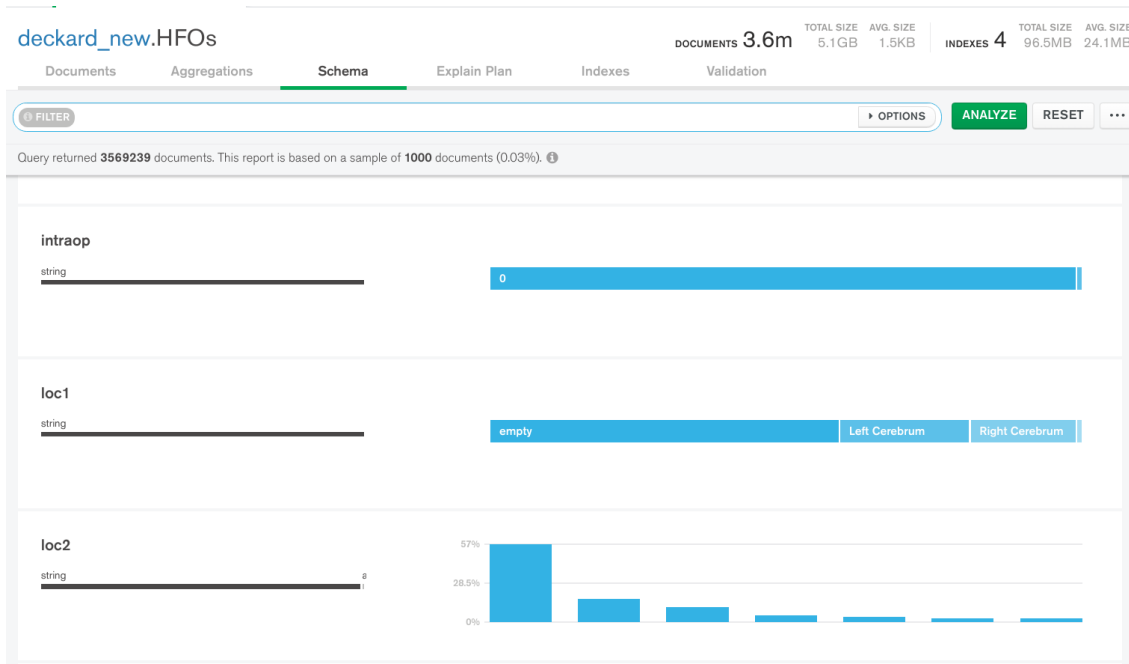 deckard_new.HFOs
DOCUMENTS 3.6m TOTAL SIZE 5.1GB AVG. SIZE 1.5KB INDEXES 4 TOTAL SIZE 96.5MB AVG. SIZE 24.1MB
Documents Aggregations Schema Explain Plan Indexes Validation
FILTER OPTIONS ANALYZE RESET ...
Query returned 3569239 documents. This report is based on a sample of 1000 documents (0.03%).
intraop
string
0
loc1
string
empty Left Cerebrum Right Cerebrum
loc2
string a
57%
28.5%
0%